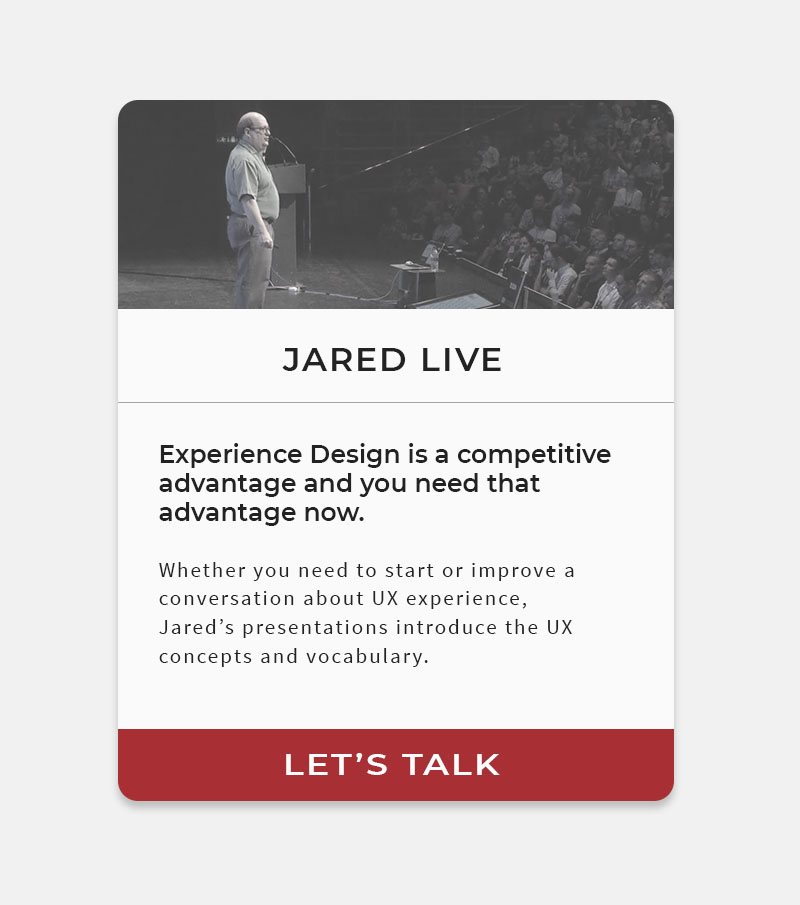 JARED LIVE
Experience Design is a competitive
advantage and you need that
advantage now.
Whether you need to start or improve a
conversation about UX experience,
Jared’s presentations introduce the UX
concepts and vocabulary.
LET’S TALK